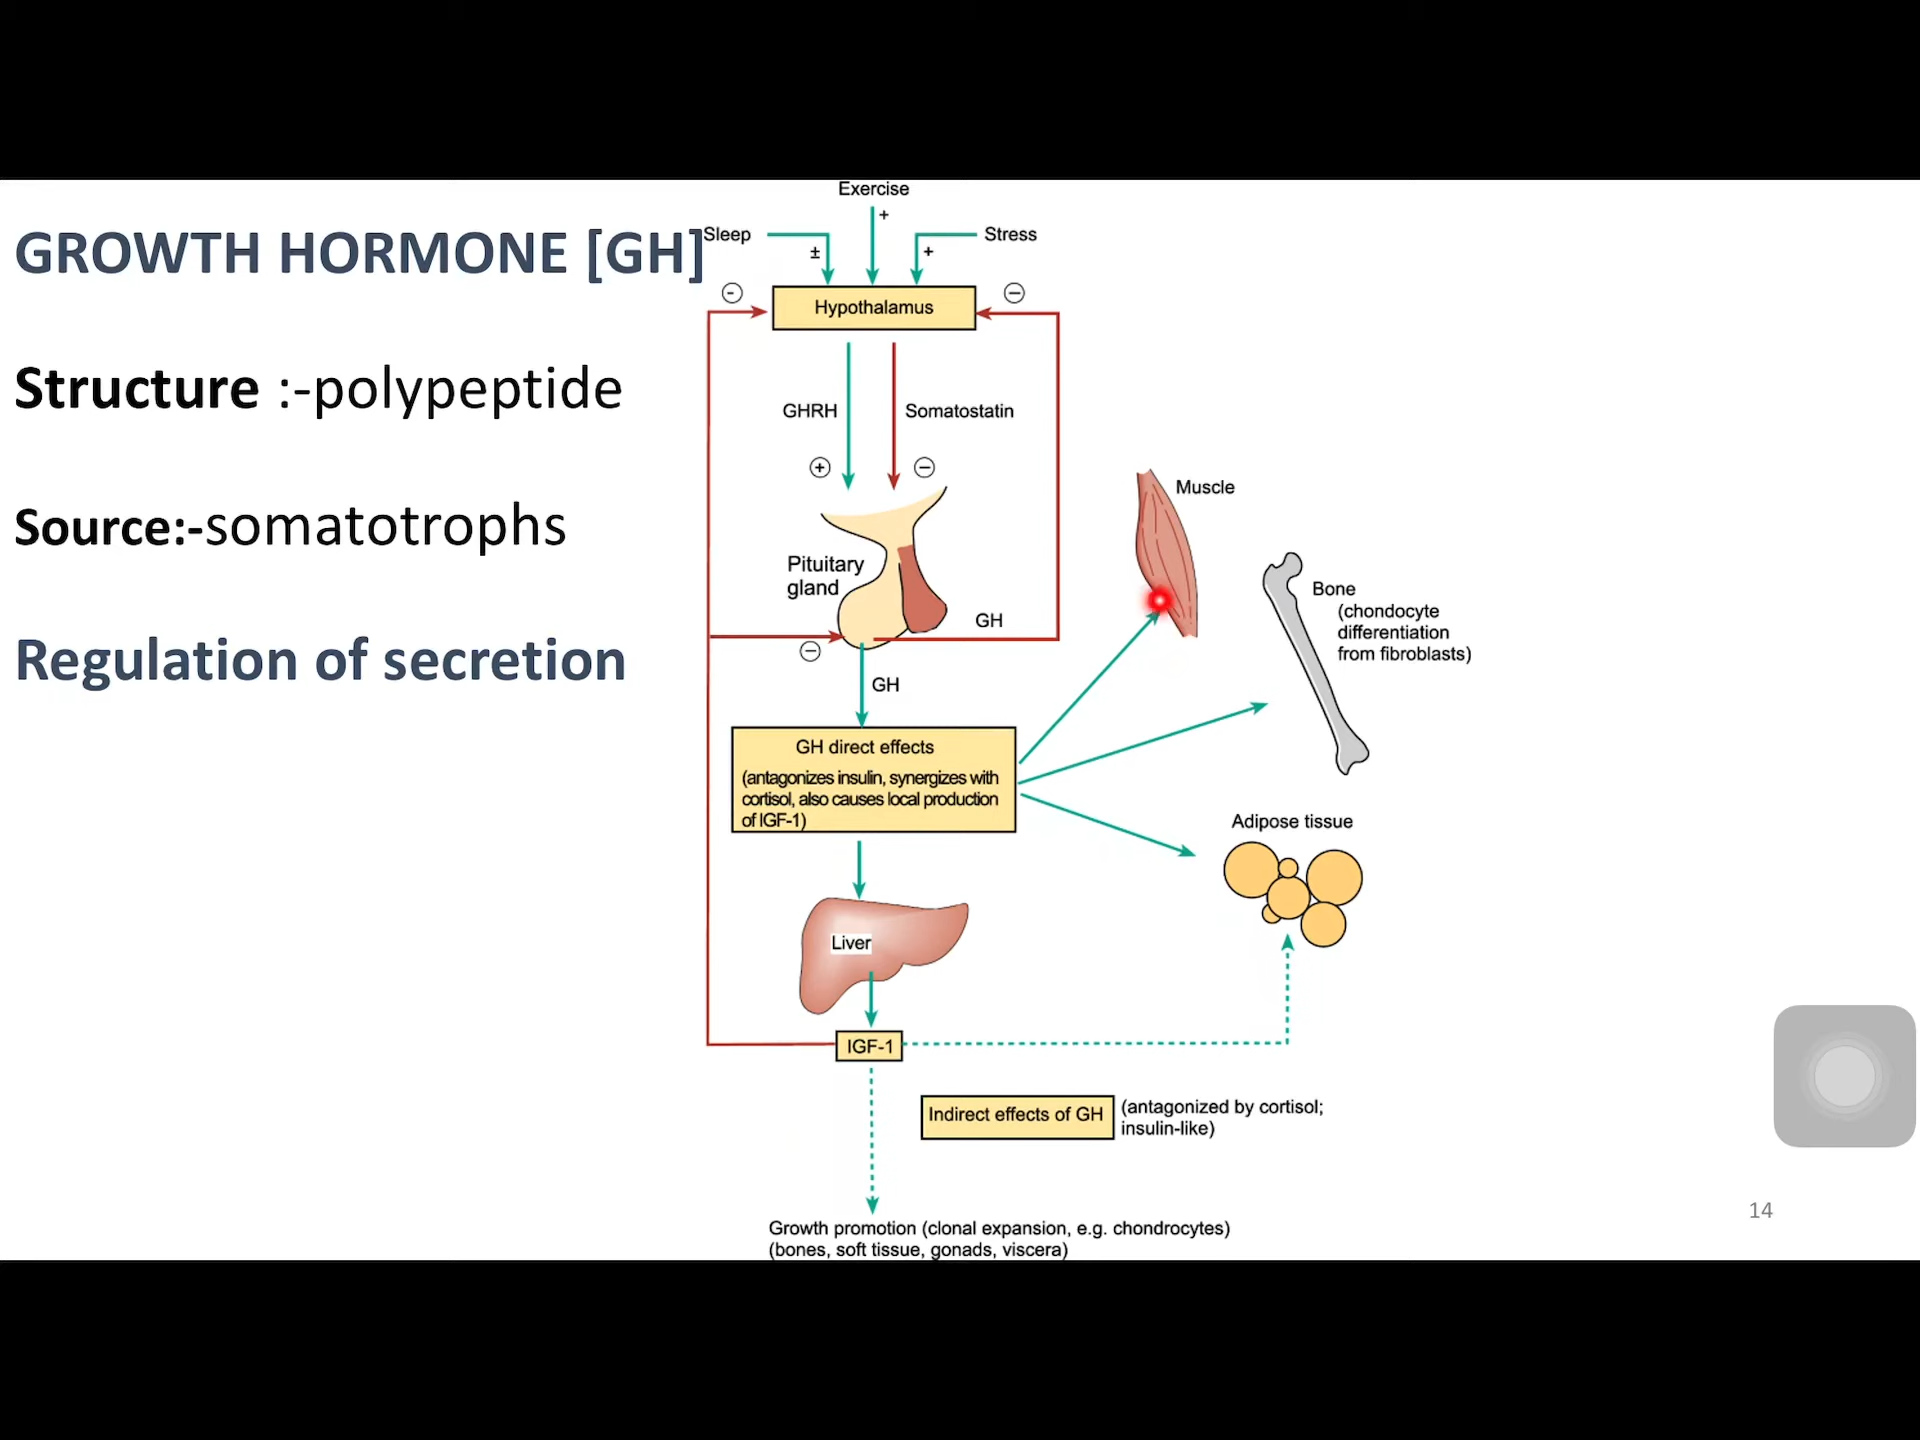 GROWTH HORMONE [GH]
Structure :-polypeptide
Source:-somatotrophs
Regulation of secretion
Exercise
+
Sleep
±
Stress
+
-
Hypothalamus
−
GHRH
Somatostatin
+
−
Pituitary
gland
GH
−
GH
Muscle
Bone
(chondocyte
differentiation
from fibroblasts)
GH direct effects
(antagonizes insulin, synergizes with
cortisol, also causes local production
of IGF-1)
Adipose tissue
Liver
IGF-1
Indirect effects of GH
(antagonized by cortisol;
insulin-like)
Growth promotion (clonal expansion, e.g. chondrocytes)
(bones, soft tissue, gonads, viscera)
14